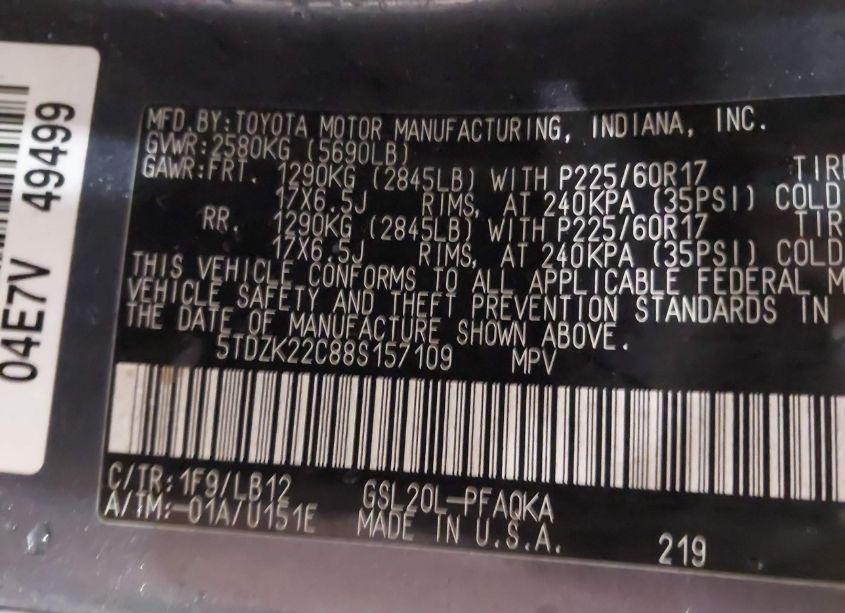 MFD.BY:TOYOTA MOTOR MANUFACTURING, INDIANA, INC.
GVWR:2580KG (5690LB)
GAWR:FRT. 1290KG (2845LB) WITH P225/60R17 TIR
17X6.5J RIMS, AT 240KPA (35PSI) COLD
RR. 1290KG (2845LB) WITH P225/60R17 TIR
17X6.5J RIMS, AT 240KPA (35PSI) COLD
THIS VEHICLE CONFORMS TO ALL APPLICABLE FEDERAL M
VEHICLE SAFETY AND THEFT PREVENTION STANDARDS IN
THE DATE OF MANUFACTURE SHOWN ABOVE.
5TDZK22C88S157109 MPV
C/TR:1F9/LB12 GSL20L-PFAQKA
A/TM:-01A/U151E MADE IN U.S.A.
219
04E7V 49499